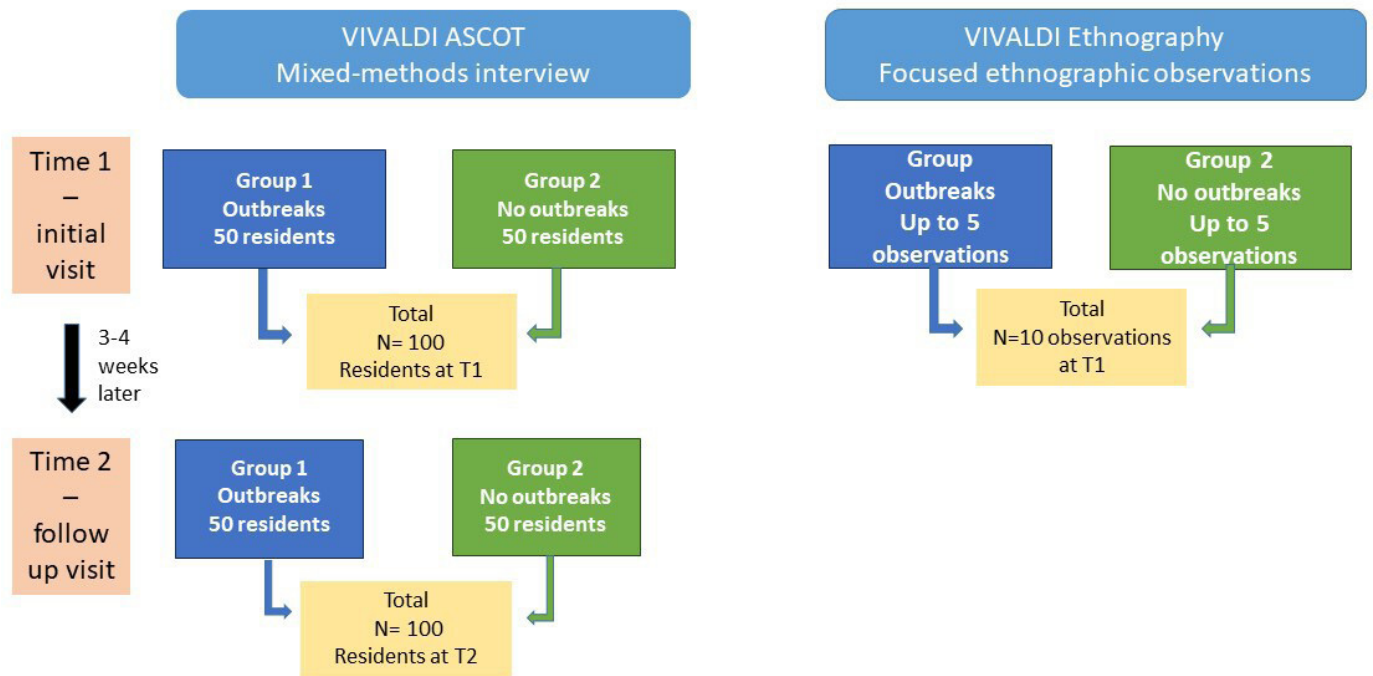 VIVALDI ASCOT
Mixed-methods interview
VIVALDI Ethnography
Focused ethnographic observations
Time 1
–
initial
visit
Group 1
Outbreaks
50 residents
Group 2
No outbreaks
50 residents
Group
Outbreaks
Up to 5
observations
Group 2
No outbreaks
Up to 5
observations
Total
N= 100
Residents at T1
Total
N=10 observations
at T1
3-4
weeks
later
Time 2
–
follow
up visit
Group 1
Outbreaks
50 residents
Group 2
No outbreaks
50 residents
Total
N= 100
Residents at T2